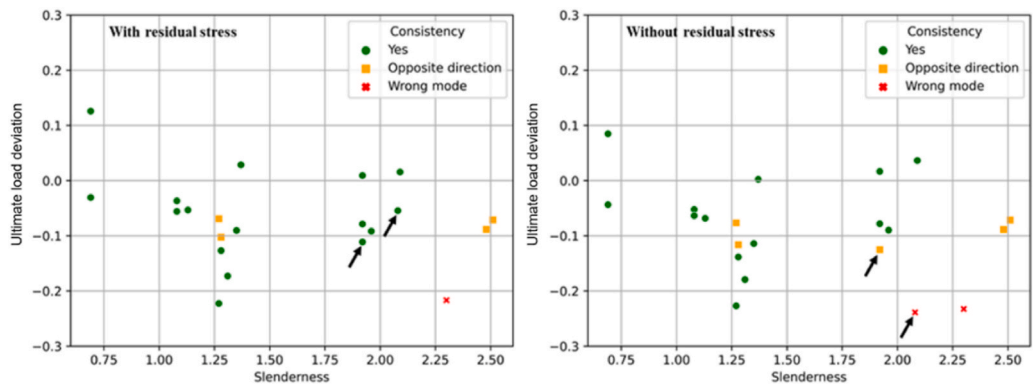 With residual stress
Consistency
Yes
Opposite direction
Wrong mode
0.3
0.2
0.1
0.0
−0.1
−0.2
−0.3
Ultimate load deviation
0.75 1.00 1.25 1.50 1.75 2.00 2.25 2.50
Slenderness
Without residual stress
Consistency
Yes
Opposite direction
Wrong mode
0.3
0.2
0.1
0.0
−0.1
−0.2
−0.3
Ultimate load deviation
0.75 1.00 1.25 1.50 1.75 2.00 2.25 2.50
Slenderness